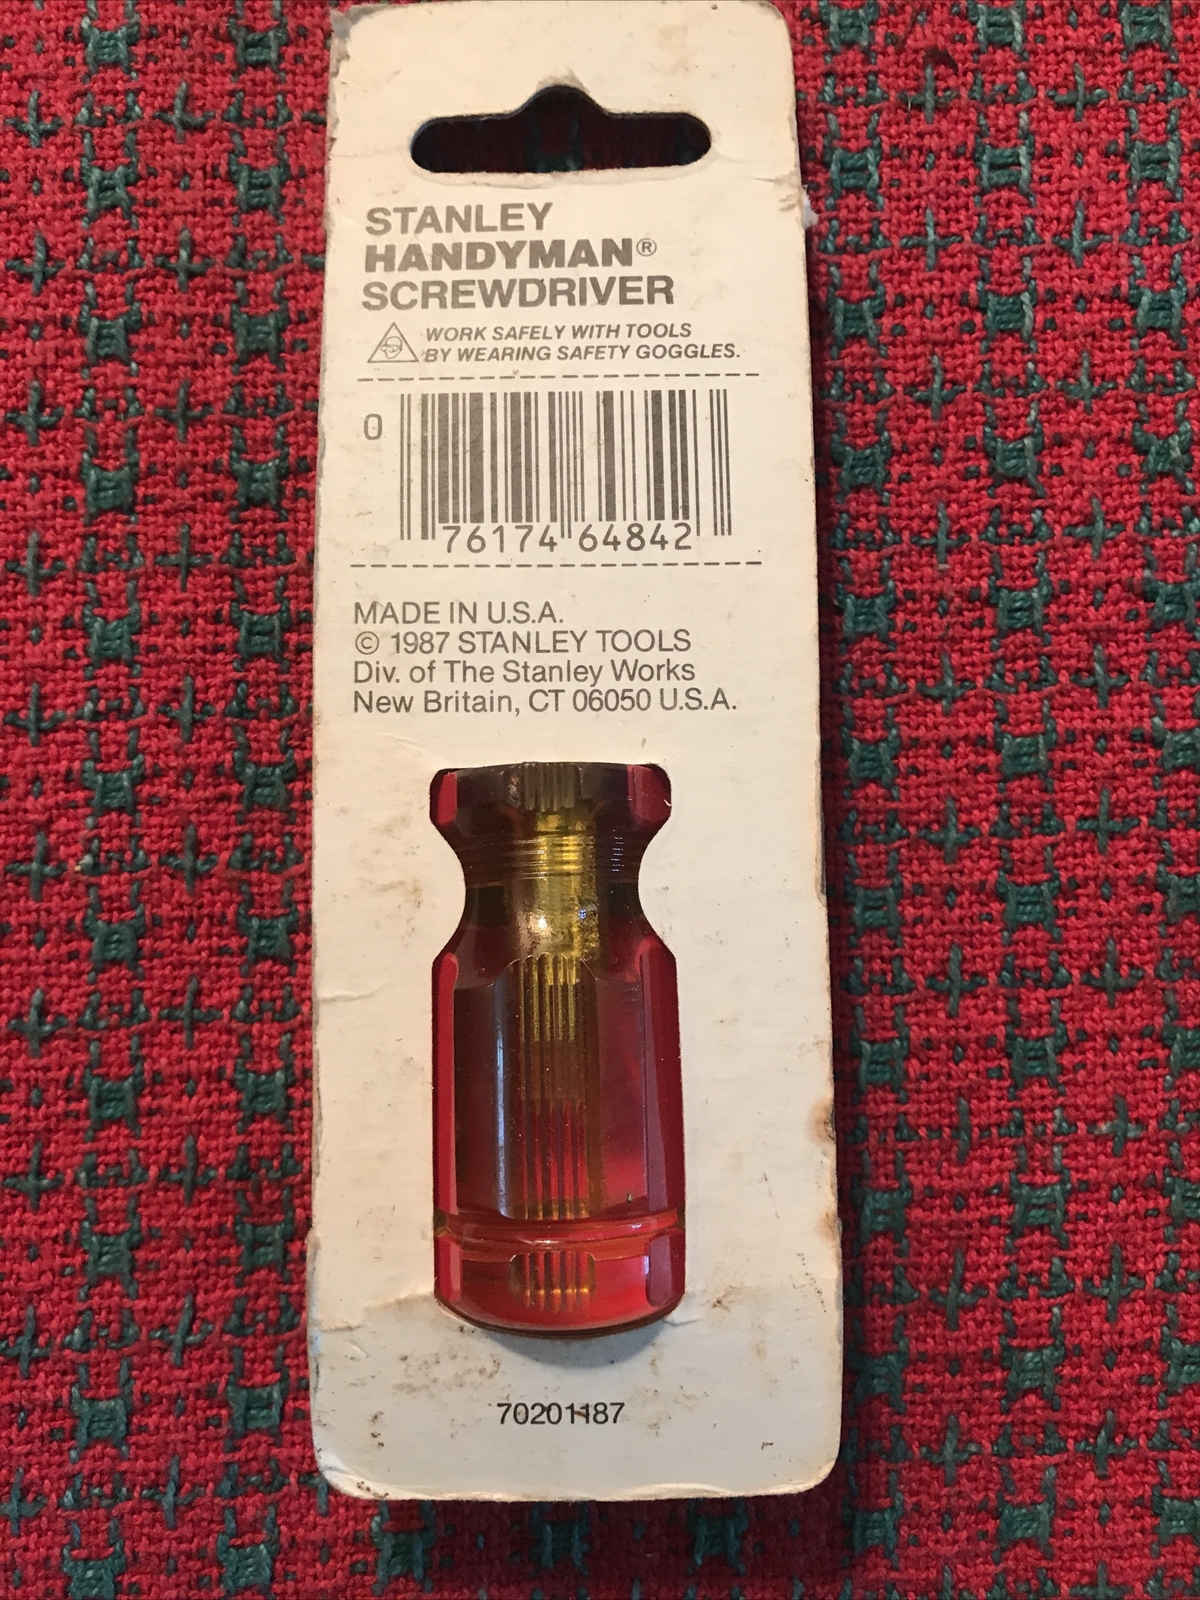 STANLEY
HANDYMAN®
SCREWDRIVER
WORK SAFELY WITH TOOLS
BY WEARING SAFETY GOGGLES.
0
76174 64842
MADE IN U.S.A.
© 1987 STANLEY TOOLS
Div. of The Stanley Works
New Britain, CT 06050 U.S.A.
70201187